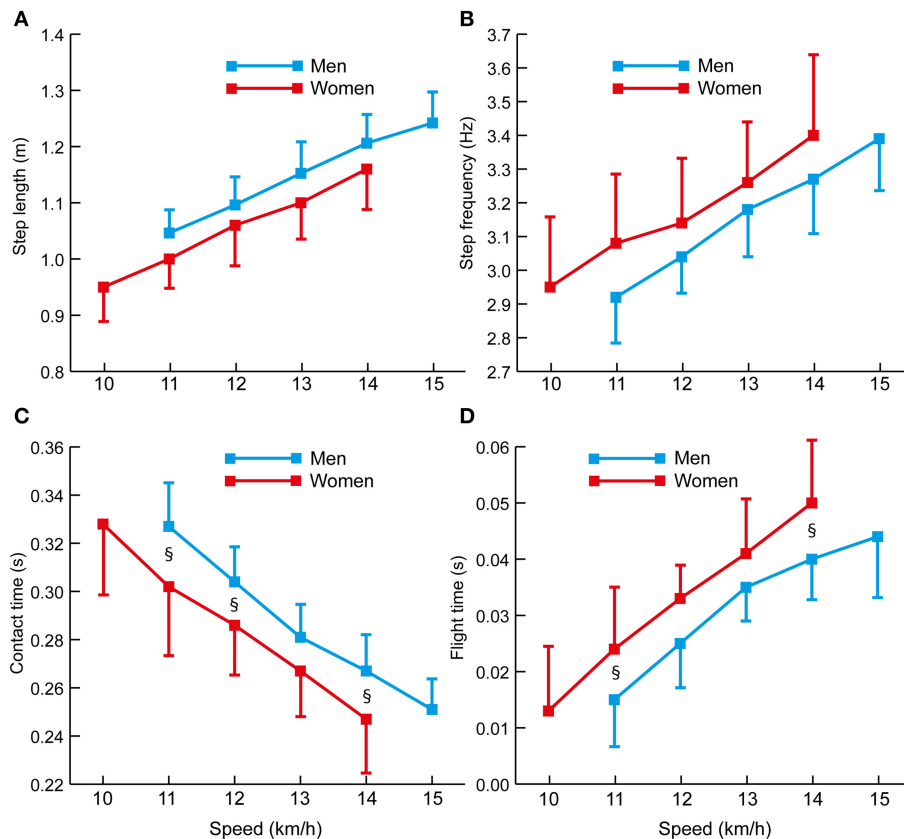 A
1.4
1.3
1.2
1.1
1.0
0.9
0.8
Step length (m)
Men
Women
10 11 12 13 14 15
B
3.7
3.6
3.5
3.4
3.3
3.2
3.1
3.0
2.9
2.8
2.7
Step frequency (Hz)
Men
Women
10 11 12 13 14 15
C
0.36
0.34
0.32
0.30
0.28
0.26
0.24
0.22
Contact time (s)
Men
Women
§
§
§
10 11 12 13 14 15
Speed (km/h)
D
0.06
0.05
0.04
0.03
0.02
0.01
0.00
Flight time (s)
Men
Women
§
§
10 11 12 13 14 15
Speed (km/h)